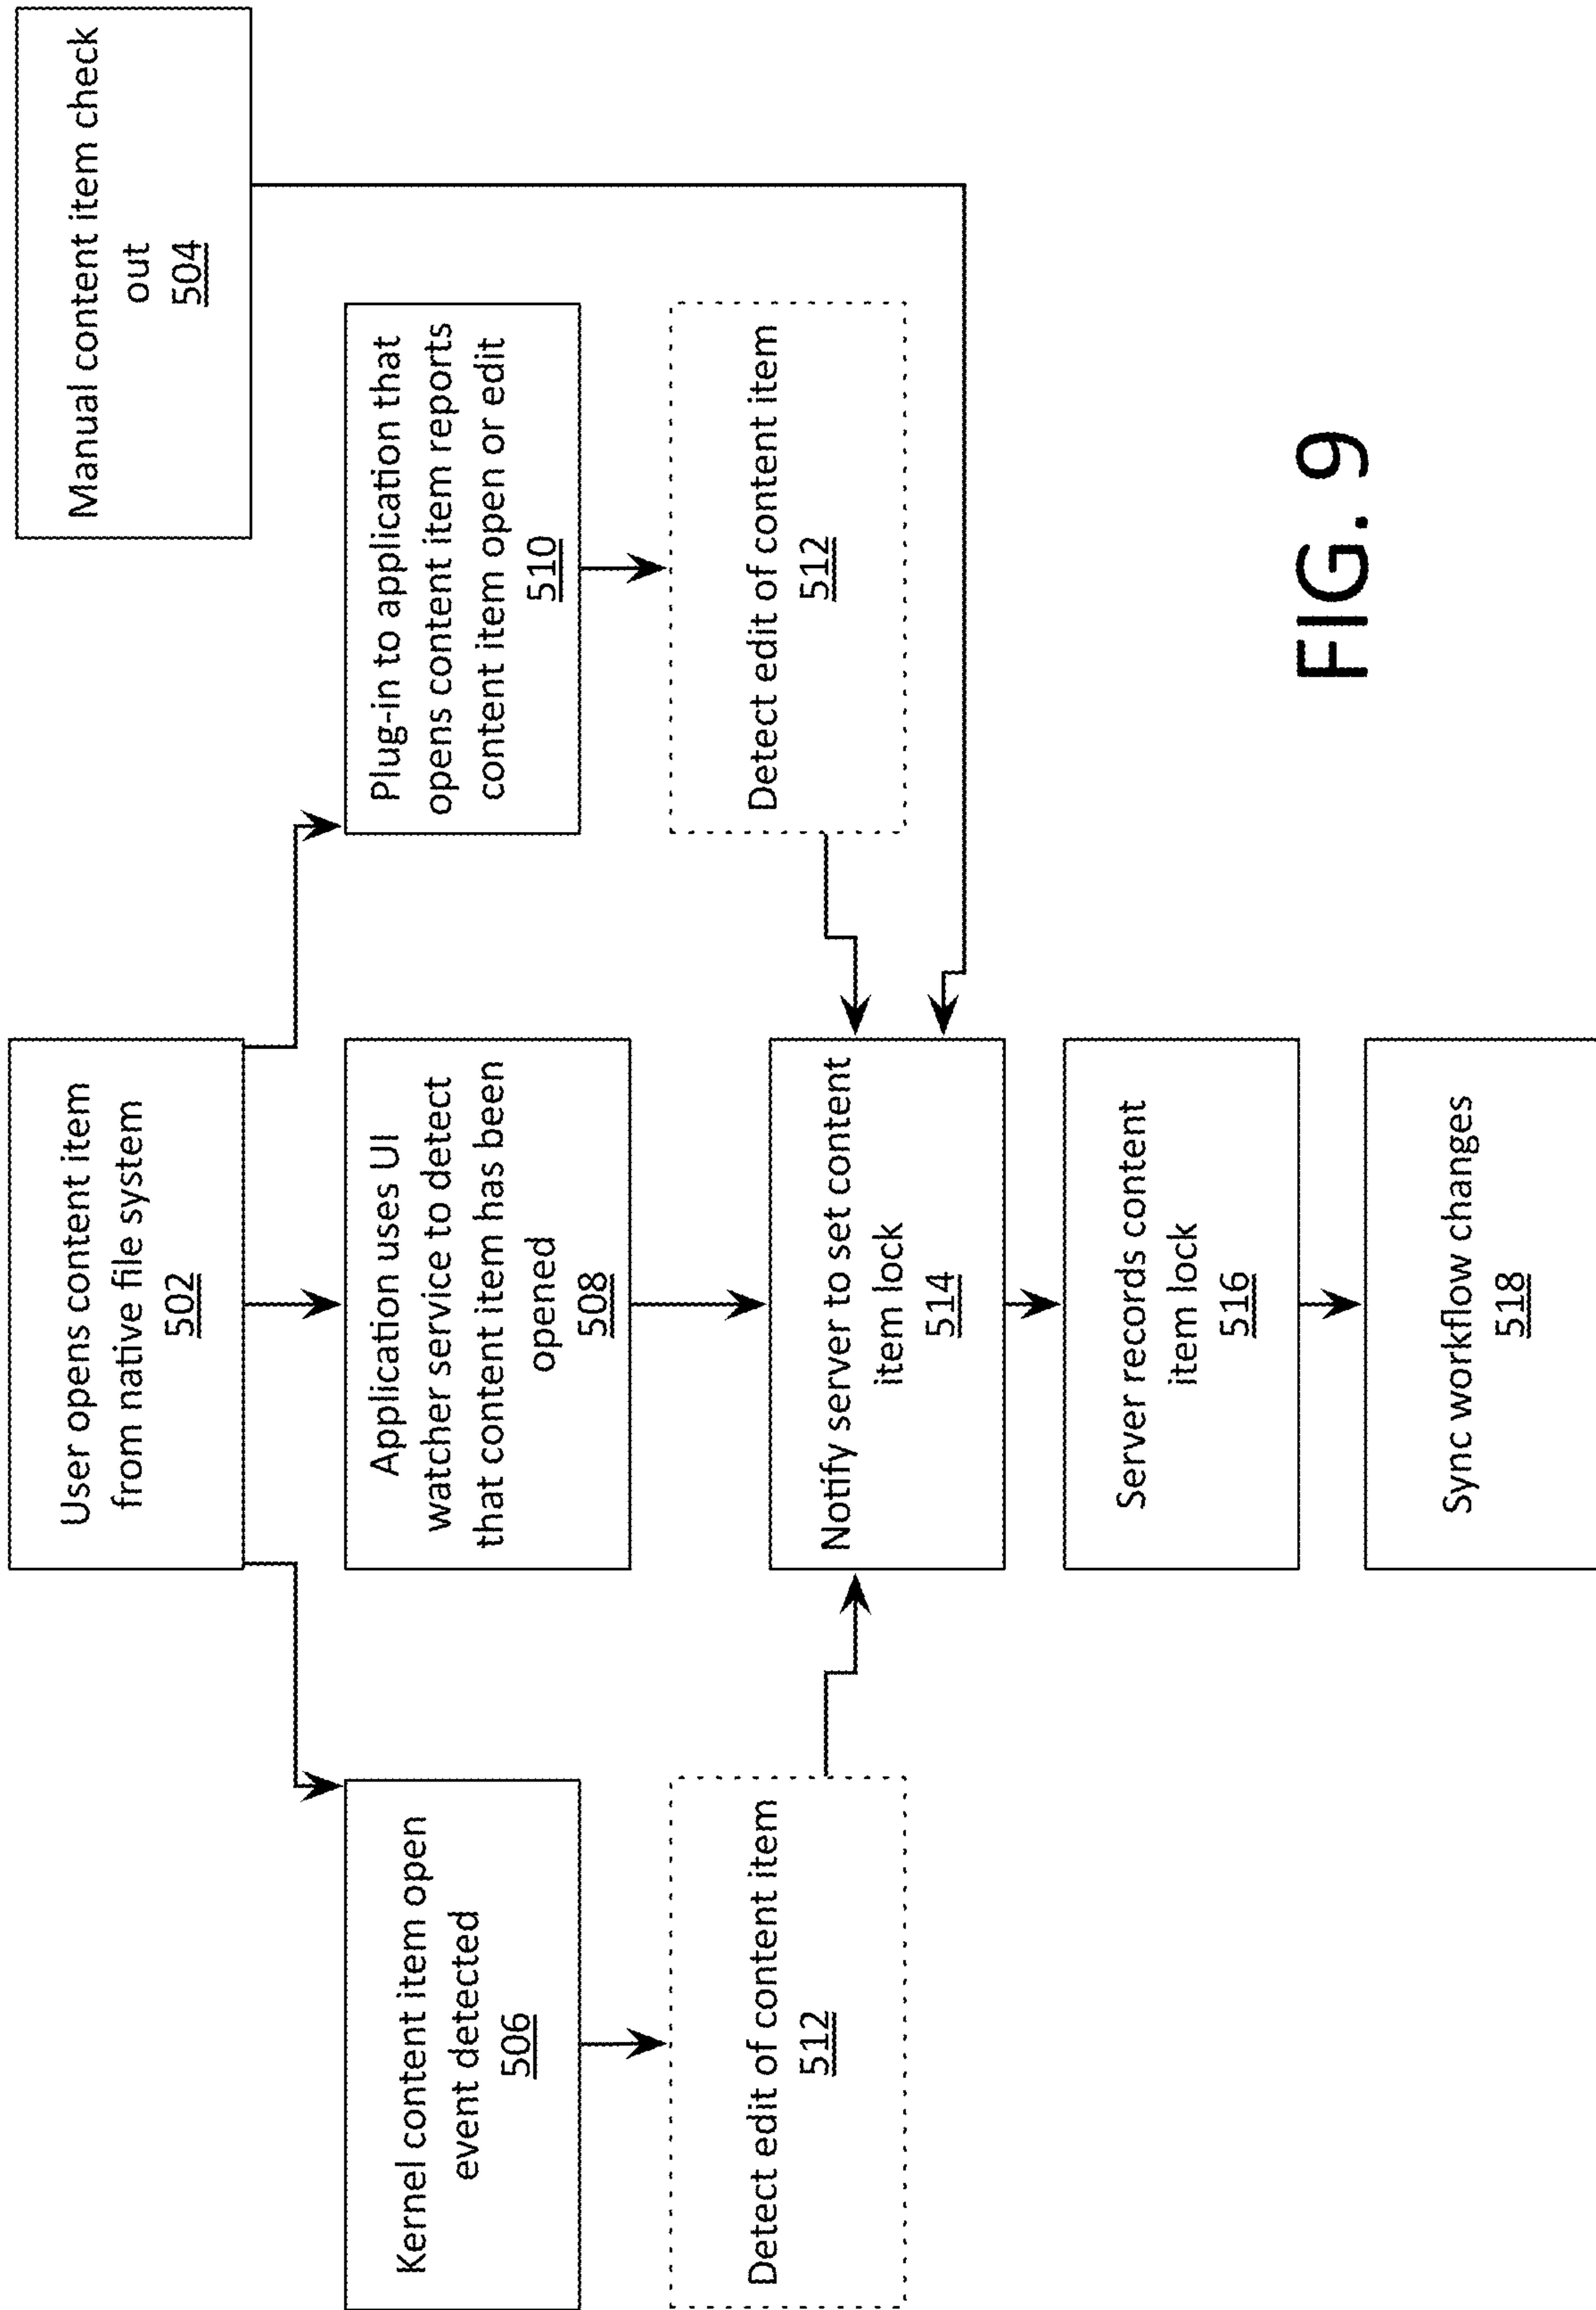 User opens content item
from native file system
502
Manual content item check
out
504
Kernel content item open
event detected
506
Application uses UI
watcher service to detect
that content item has been
opened
508
Plug-in to application that
opens content item reports
content item open or edit
510
Detect edit of content item
512
Detect edit of content item
512
Notify server to set content
item lock
514
Server records content
item lock
516
Sync workflow changes
518
FIG. 9